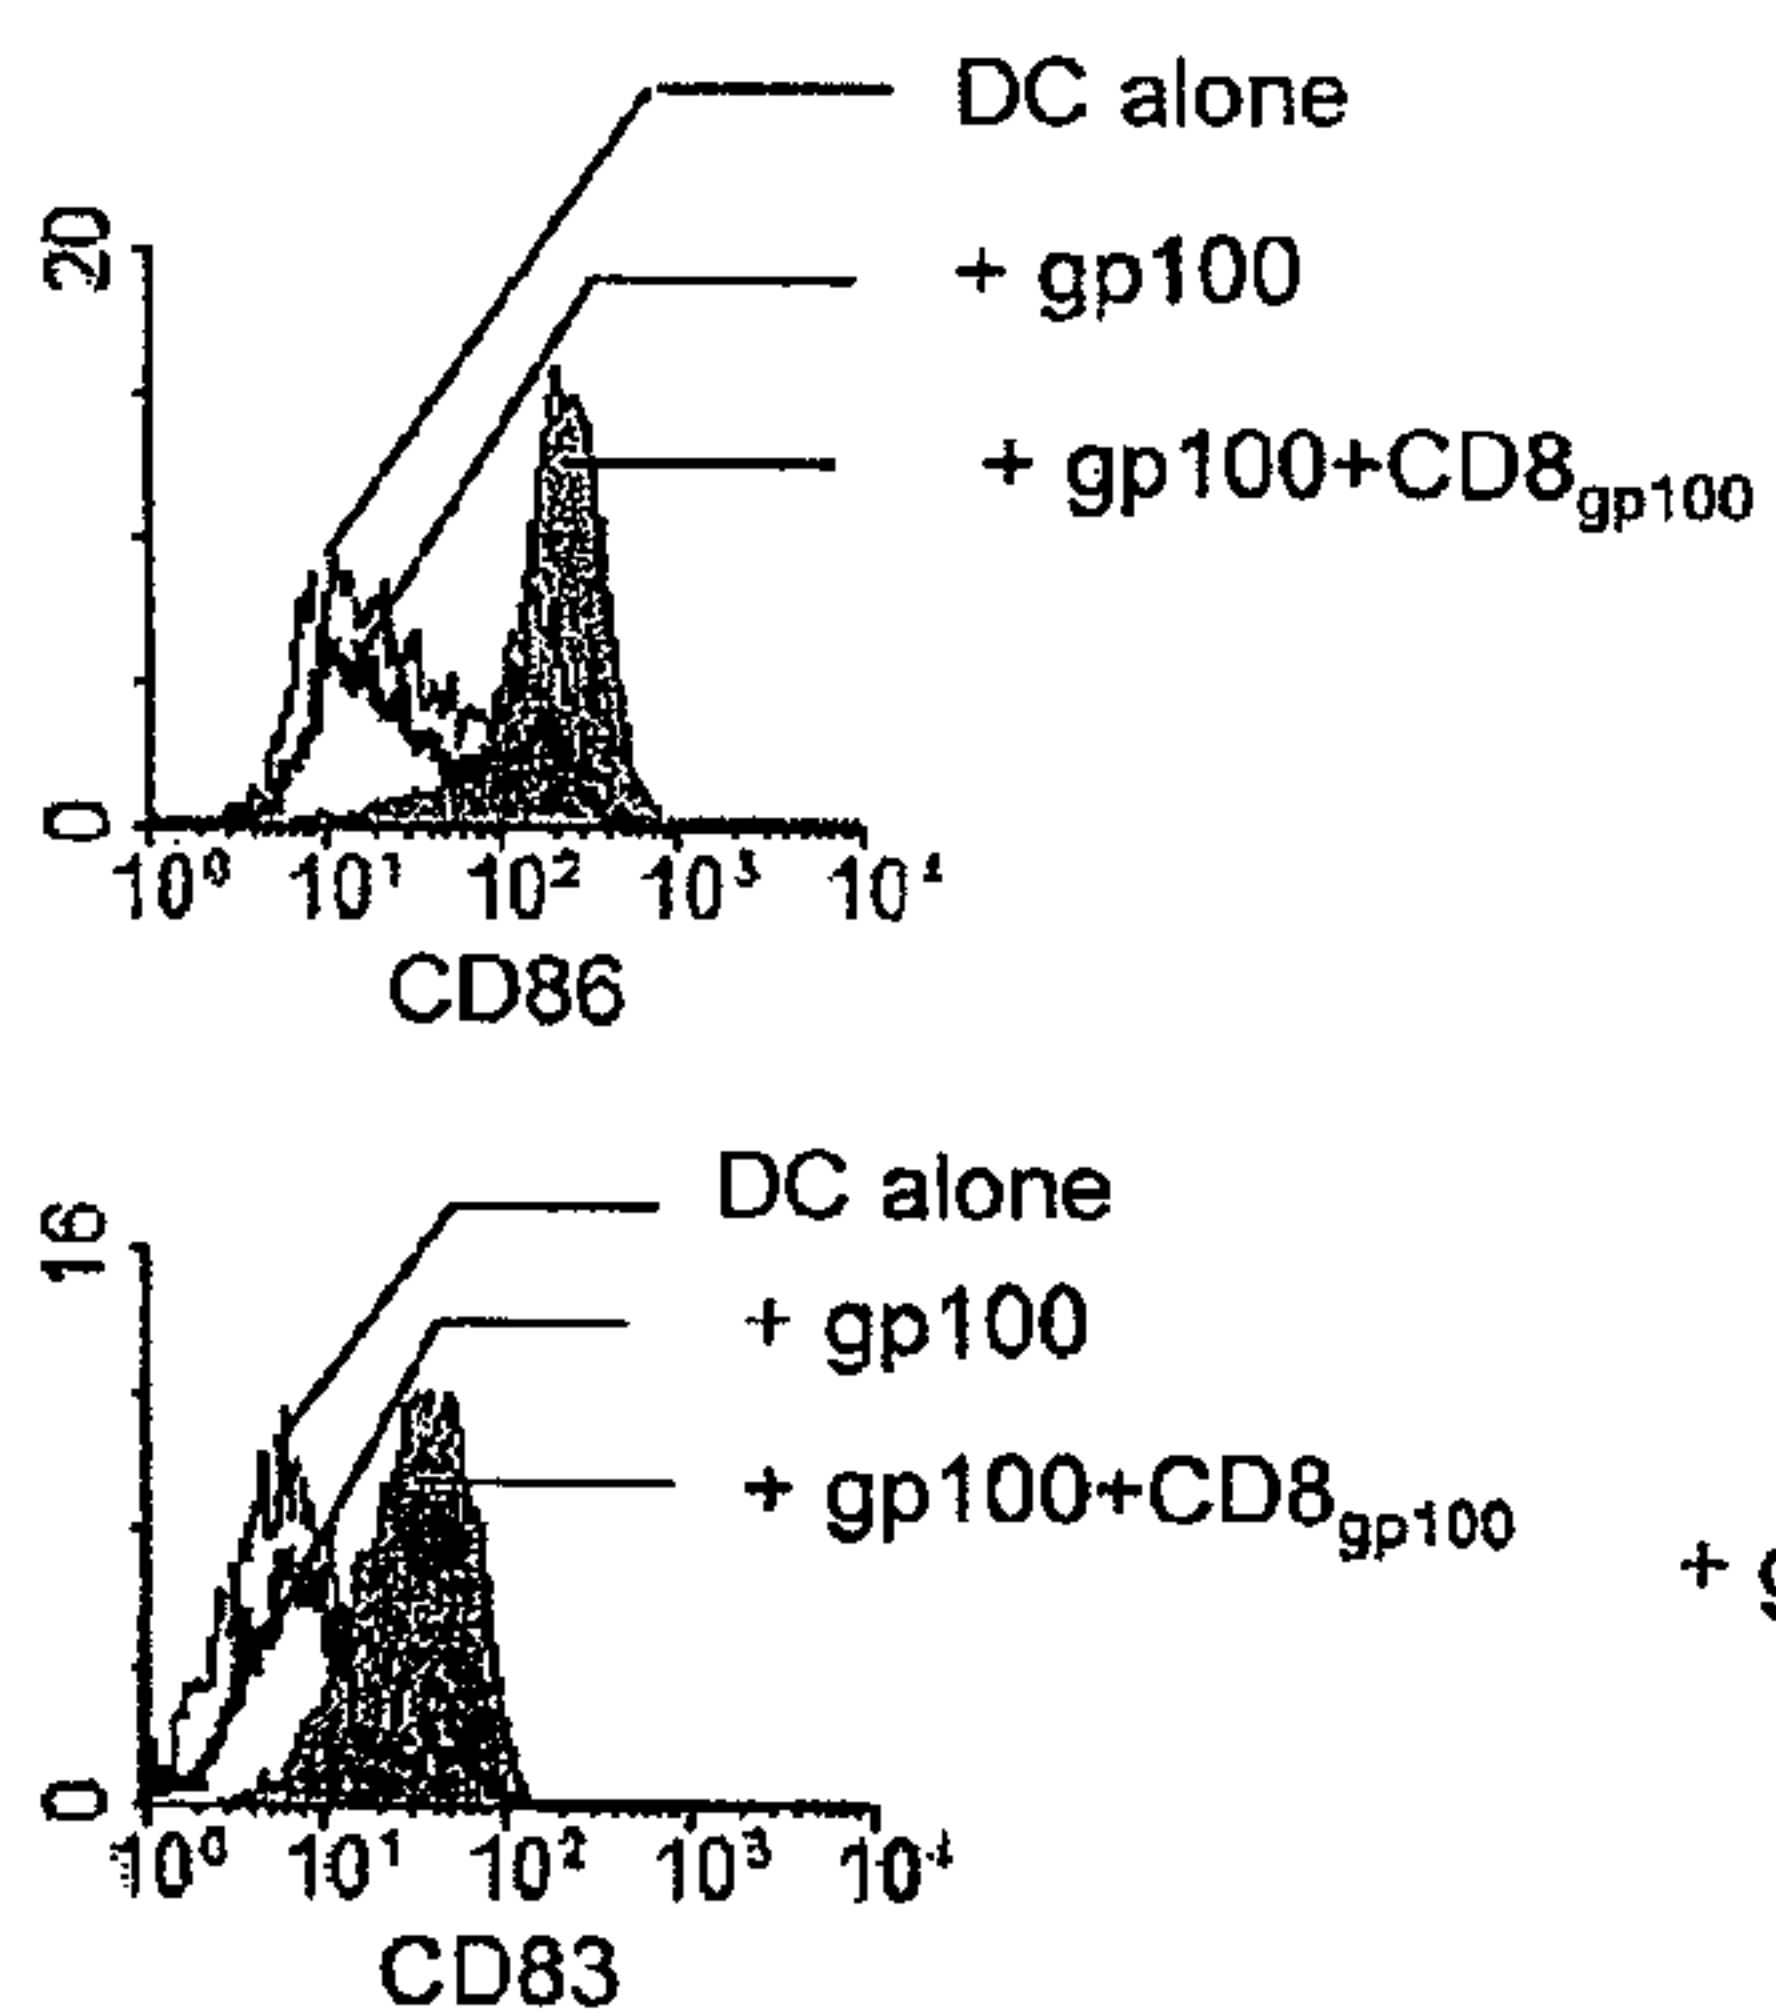 DC alone
20
+ gp100
+ gp100+CD8gp100
0
10⁰ 10¹ 10² 10³ 10⁴
CD86
DC alone
16
+ gp100
+ gp100+CD8gp100
+ g
0
10⁰ 10¹ 10² 10³ 10⁴
CD83